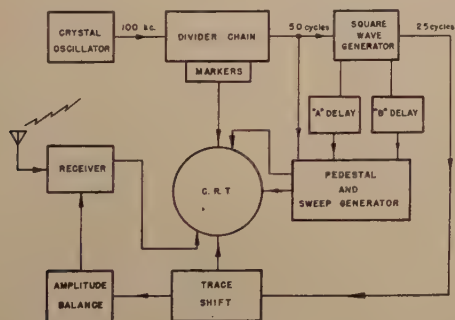 CRYSTAL
OSCILLATOR
100 kc.
DIVIDER CHAIN
MARKERS
50 cycles
SQUARE
WAVE
GENERATOR
25 cycles
"A" DELAY
"B" DELAY
RECEIVER
C.R.T
PEDESTAL
AND
SWEEP GENERATOR
AMPLITUDE
BALANCE
TRACE
SHIFT